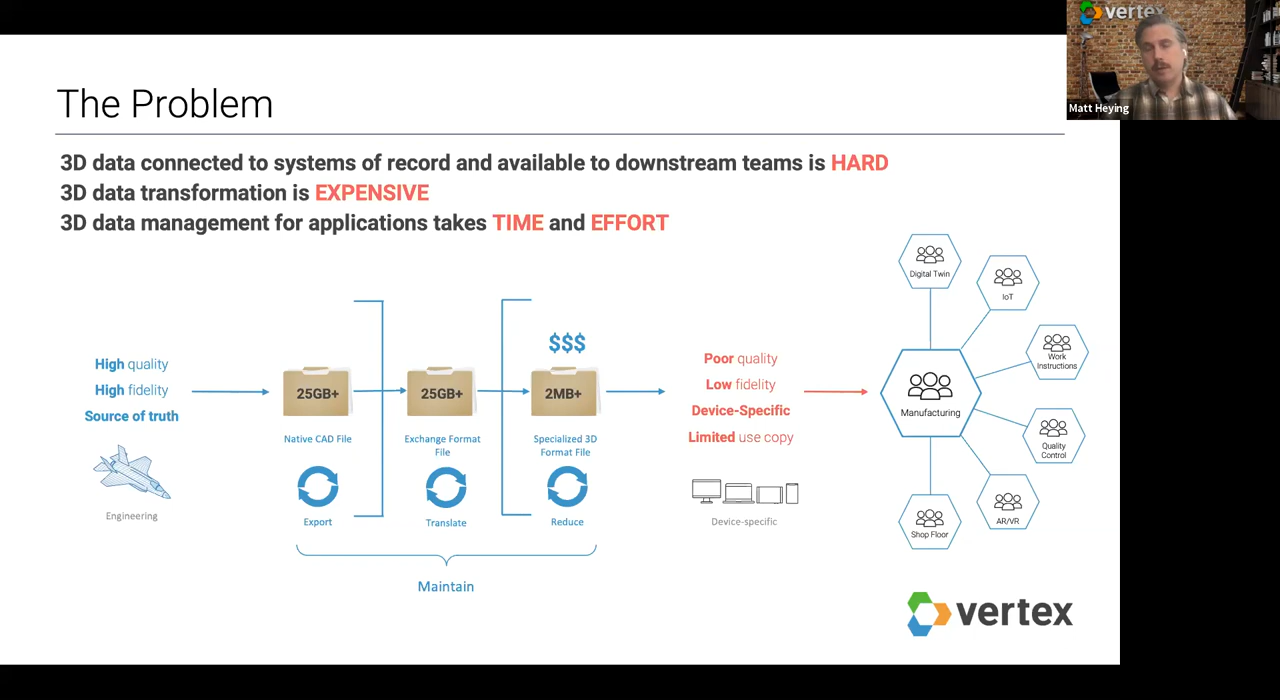 vertex
Matt Heying
The Problem
3D data connected to systems of record and available to downstream teams is HARD
3D data transformation is EXPENSIVE
3D data management for applications takes TIME and EFFORT
High quality
High fidelity
Source of truth
Engineering
25GB+
Native CAD File
Export
25GB+
Exchange Format
File
Translate
$$$
2MB+
Specialized 3D
Format File
Reduce
Maintain
Poor quality
Low fidelity
Device-Specific
Limited use copy
Device-specific
Digital Twin
IoT
Work
Instructions
Manufacturing
Quality
Control
AR/VR
Shop Floor
vertex